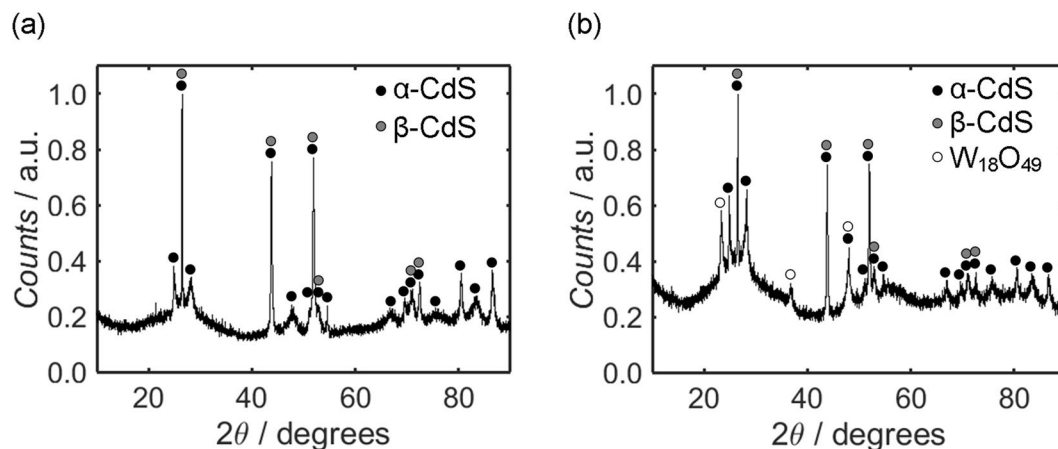 (a)
1.0
0.8
0.6
0.4
0.2
0.0
Counts / a.u.
α-CdS
β-CdS
20
40
60
80
2θ / degrees
(b)
1.0
0.8
0.6
0.4
0.2
0.0
Counts / a.u.
α-CdS
β-CdS
W₁₈O₄₉
20
40
60
80
2θ / degrees